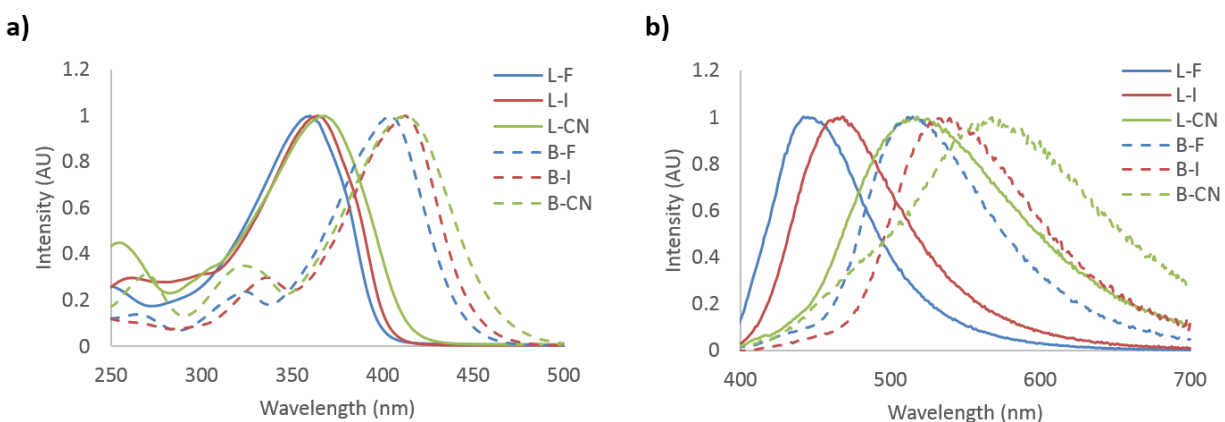 a)
1.2
1
0.8
0.6
0.4
0.2
0
Intensity (AU)
250 300 350 400 450 500
Wavelength (nm)
L-F
L-I
L-CN
B-F
B-I
B-CN
b)
1.2
1
0.8
0.6
0.4
0.2
0
Intensity (AU)
400 500 600 700
Wavelength (nm)
L-F
L-I
L-CN
B-F
B-I
B-CN